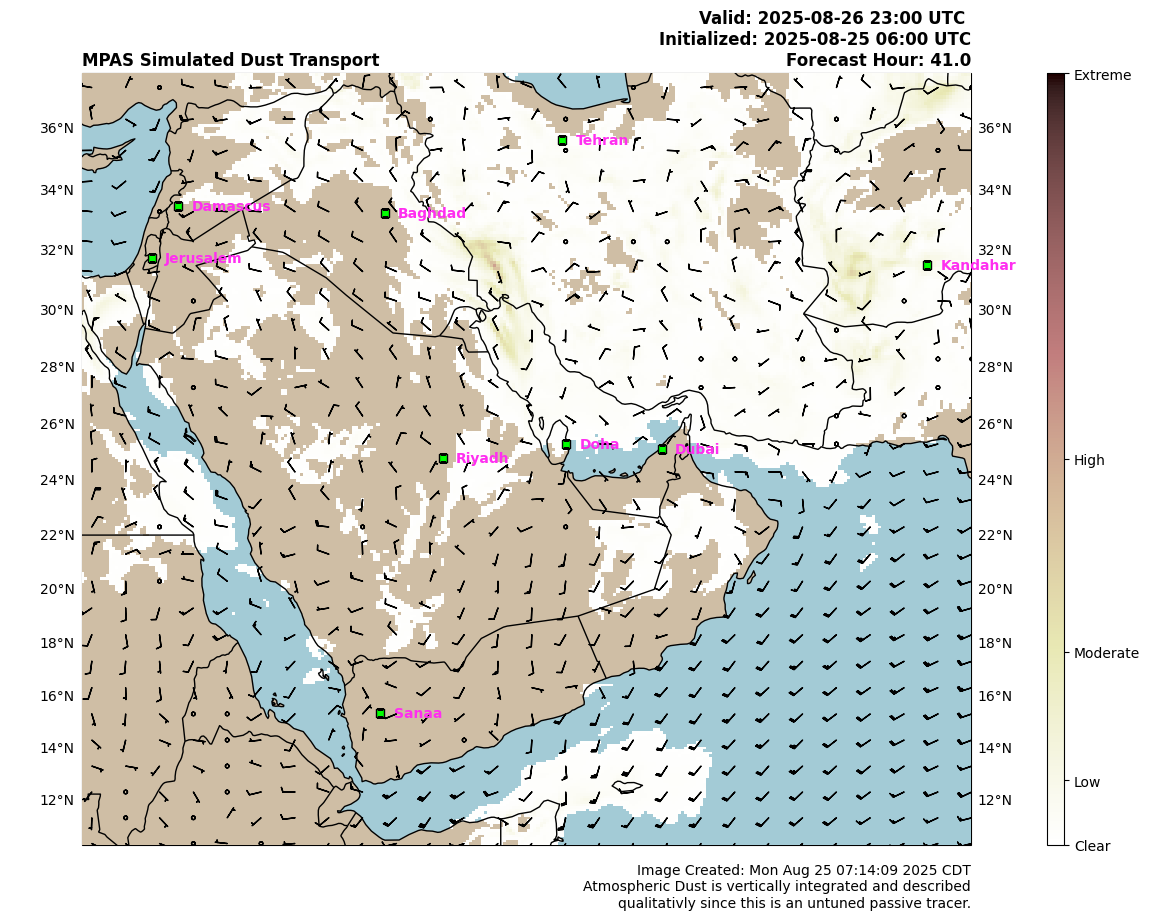 Valid: 2025-08-26 23:00 UTC
Initialized: 2025-08-25 06:00 UTC
MPAS Simulated Dust Transport Forecast Hour: 41.0
Extreme
36°N 36°N
Tehran
34°N 34°N
Damascus
Baghdad
32°N 32°N
Jerusalem
Kandahar
30°N 30°N
28°N 28°N
26°N 26°N
Doha
Dubai
Riyadh
High
24°N 24°N
22°N 22°N
20°N 20°N
18°N 18°N
Moderate
16°N 16°N
Sanaa
14°N 14°N
Low
12°N 12°N
Clear
Image Created: Mon Aug 25 07:14:09 2025 CDT
Atmospheric Dust is vertically integrated and described
qualitativly since this is an untuned passive tracer.